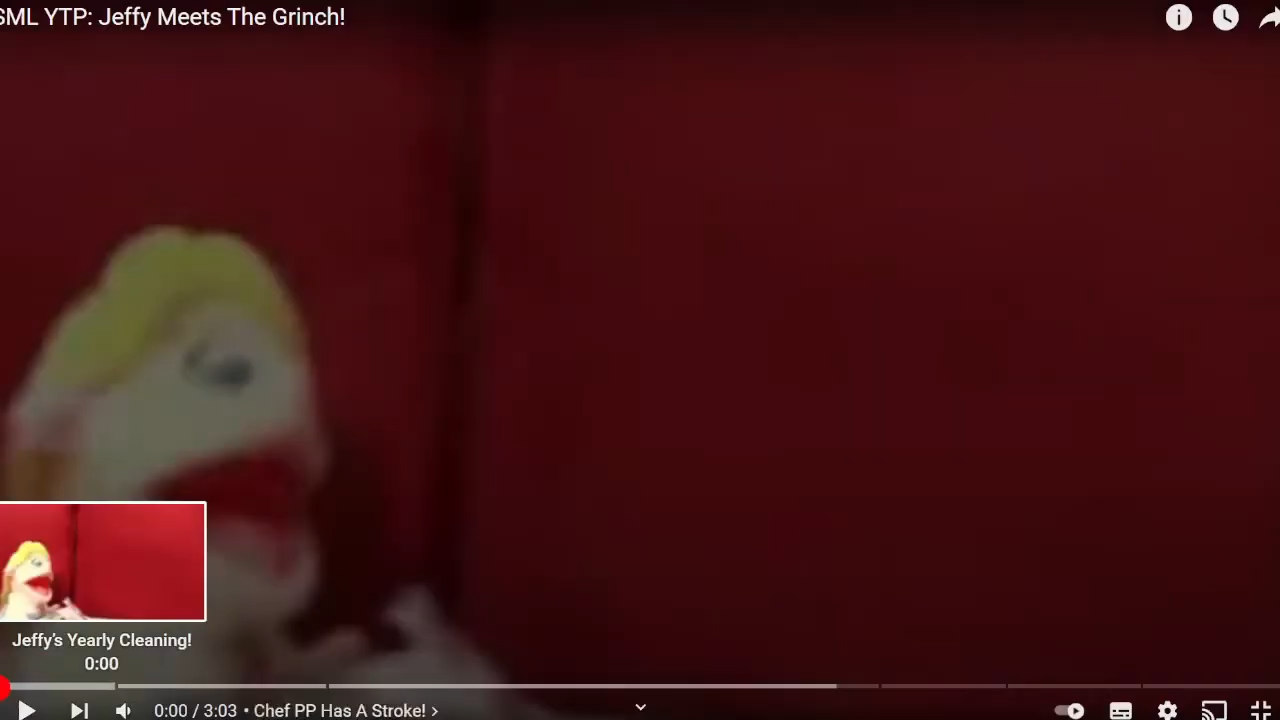 SML YTP: Jeffy Meets The Grinch!
Jeffy's Yearly Cleaning!
0:00
0:00 / 3:03 • Chef PP Has A Stroke! ›